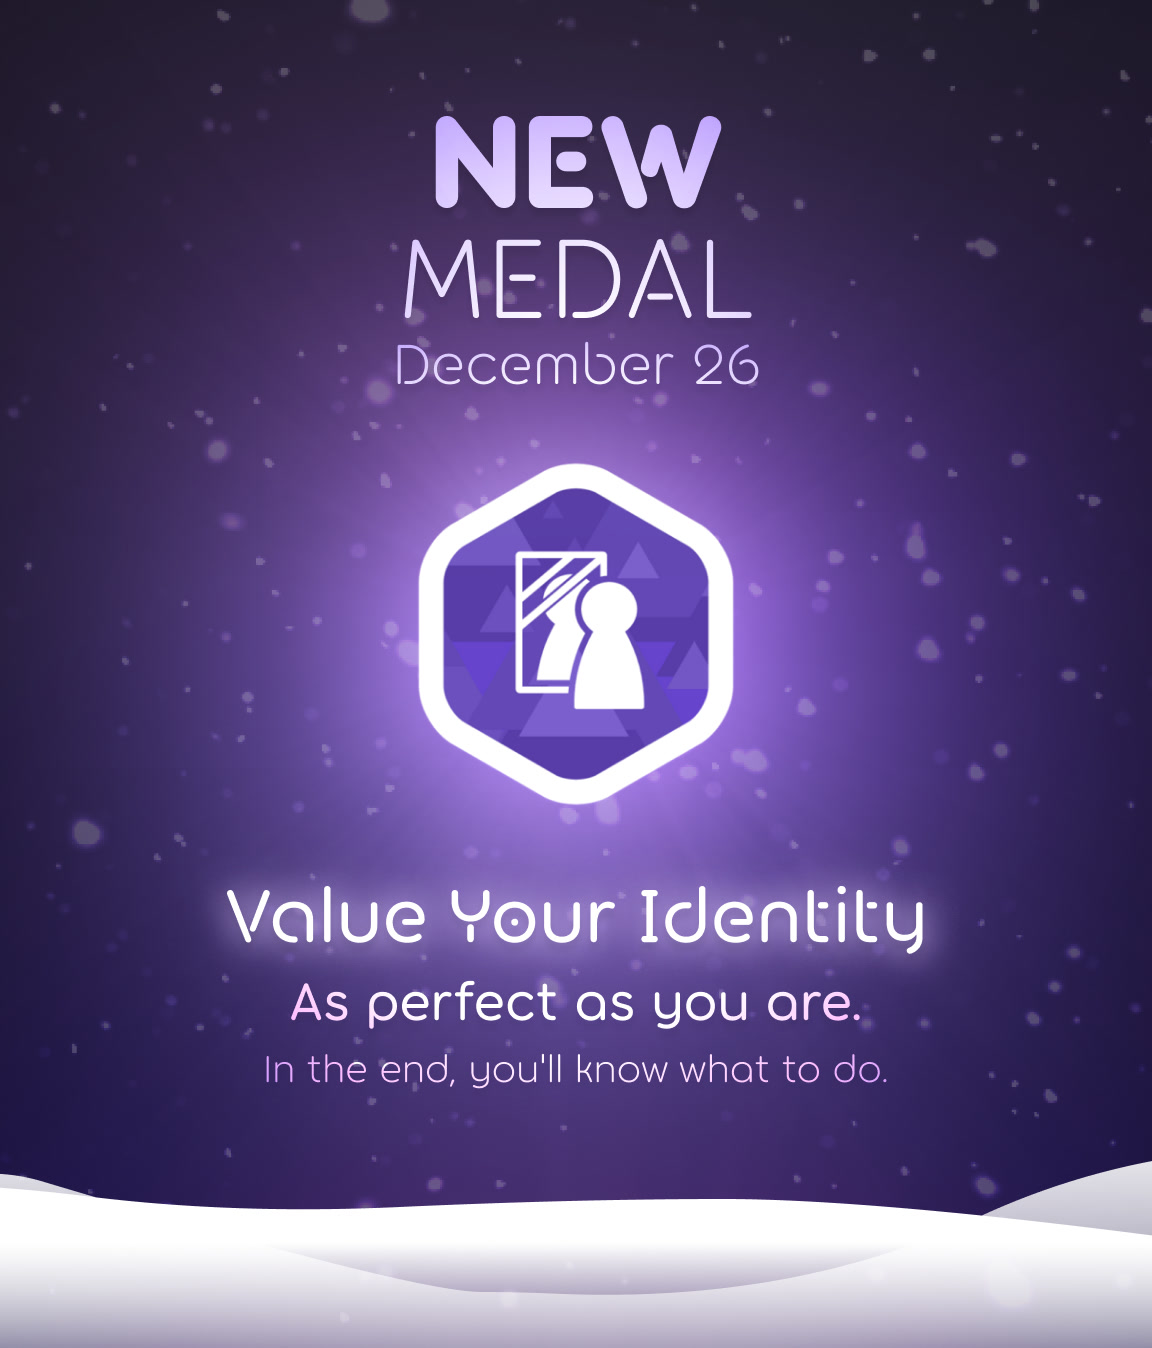 NEW
MEDAL
December 26
Value Your Identity
As perfect as you are.
In the end, you'll know what to do.